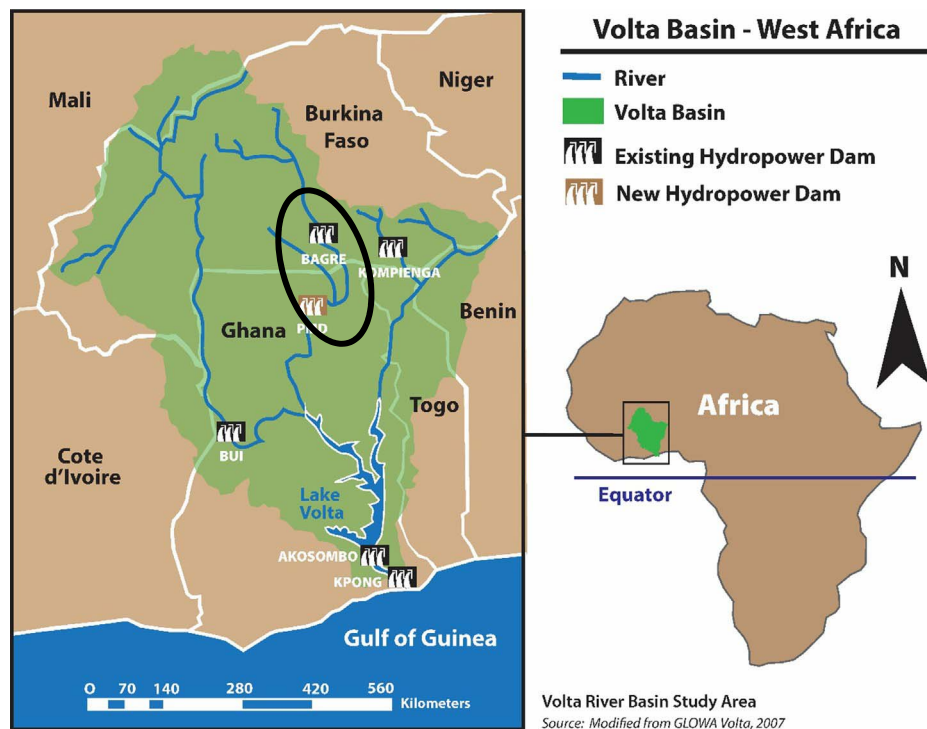 Volta Basin - West Africa
River
Volta Basin
Existing Hydropower Dam
New Hydropower Dam
Mali
Niger
Burkina
Faso
BAGRE
KOMPIENGA
Benin
Ghana
Togo
BUI
Cote
d'Ivoire
Lake
Volta
AKOSOMBO
KPONG
Gulf of Guinea
0 70 140 280 420 560
Kilometers
N
Africa
Equator
Volta River Basin Study Area
Source: Modified from GLOWA Volta, 2007